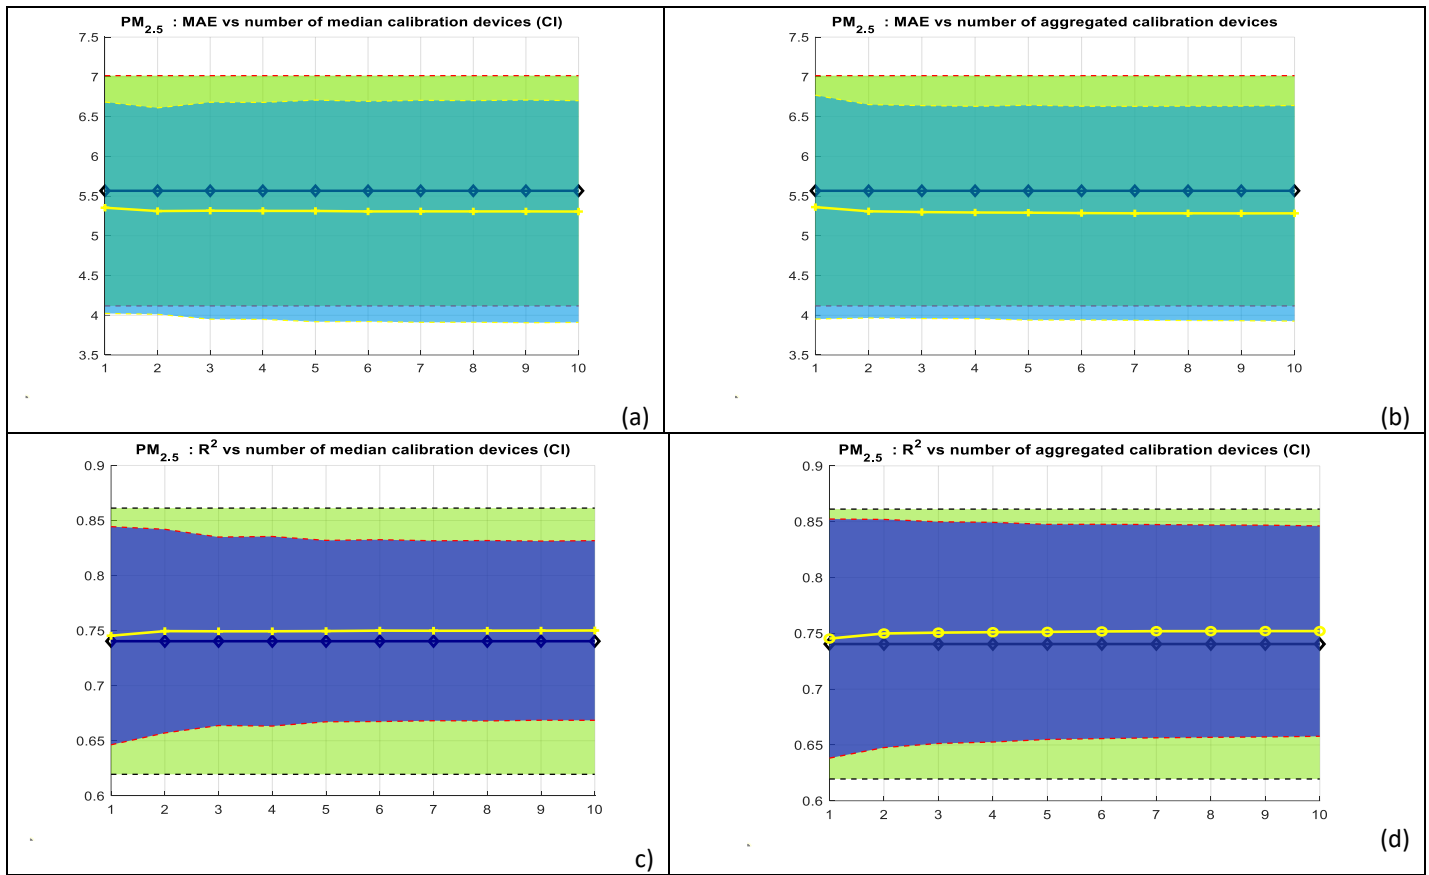 PM2.5 : MAE vs number of median calibration devices (CI)
7.5
7
6.5
6
5.5
5
4.5
4
3.5
1 2 3 4 5 6 7 8 9 10
(a)
PM2.5 : MAE vs number of aggregated calibration devices
7.5
7
6.5
6
5.5
5
4.5
4
3.5
1 2 3 4 5 6 7 8 9 10
(b)
PM2.5 : R2 vs number of median calibration devices (CI)
0.9
0.85
0.8
0.75
0.7
0.65
0.6
1 2 3 4 5 6 7 8 9 10
c)
PM2.5 : R2 vs number of aggregated calibration devices (CI)
0.9
0.85
0.8
0.75
0.7
0.65
0.6
1 2 3 4 5 6 7 8 9 10
(d)